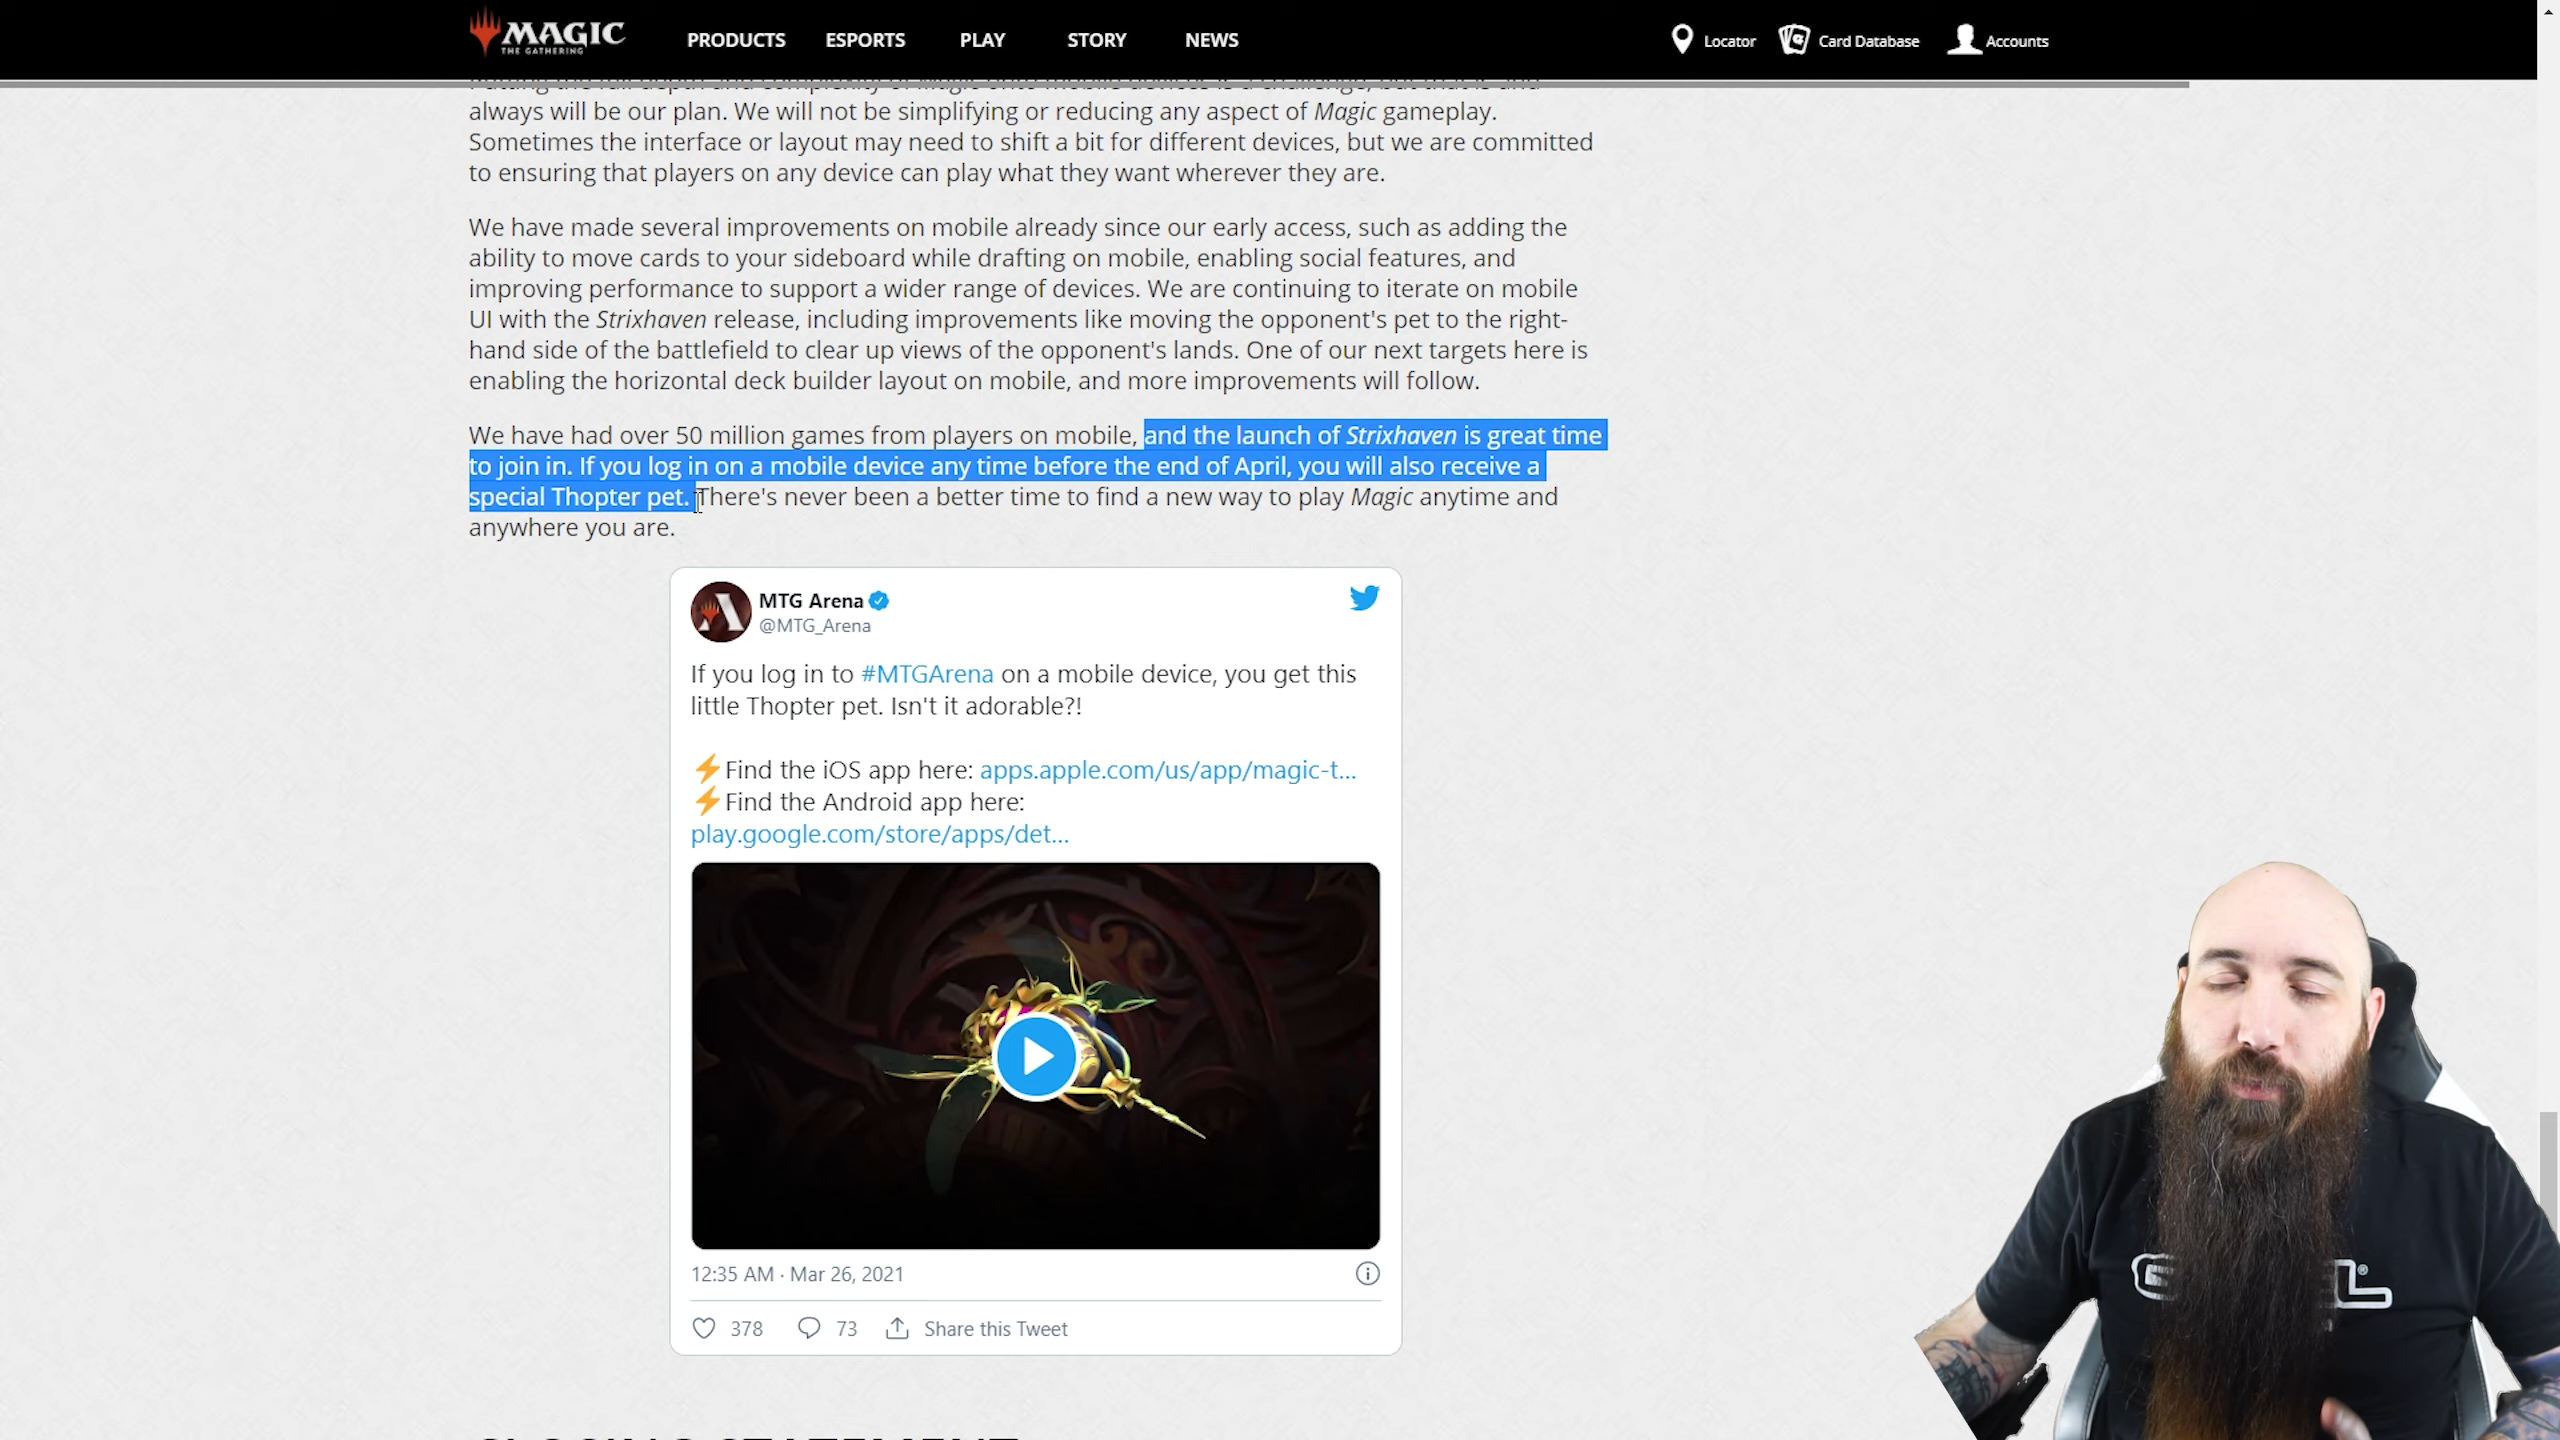 MAGIC
THE GATHERING
PRODUCTS
ESPORTS
PLAY
STORY
NEWS
Locator
Card Database
Accounts
always will be our plan. We will not be simplifying or reducing any aspect of Magic gameplay.
Sometimes the interface or layout may need to shift a bit for different devices, but we are committed
to ensuring that players on any device can play what they want wherever they are.
We have made several improvements on mobile already since our early access, such as adding the
ability to move cards to your sideboard while drafting on mobile, enabling social features, and
improving performance to support a wider range of devices. We are continuing to iterate on mobile
UI with the Strixhaven release, including improvements like moving the opponent's pet to the right-
hand side of the battlefield to clear up views of the opponent's lands. One of our next targets here is
enabling the horizontal deck builder layout on mobile, and more improvements will follow.
We have had over 50 million games from players on mobile, and the launch of Strixhaven is great time
to join in. If you log in on a mobile device any time before the end of April, you will also receive a
special Thopter pet. There's never been a better time to find a new way to play Magic anytime and
anywhere you are.
MTG Arena
@MTG_Arena
If you log in to #MTGArena on a mobile device, you get this
little Thopter pet. Isn't it adorable?!
⚡Find the iOS app here: apps.apple.com/us/app/magic-t...
⚡Find the Android app here:
play.google.com/store/apps/det...
12:35 AM · Mar 26, 2021
378
73
Share this Tweet